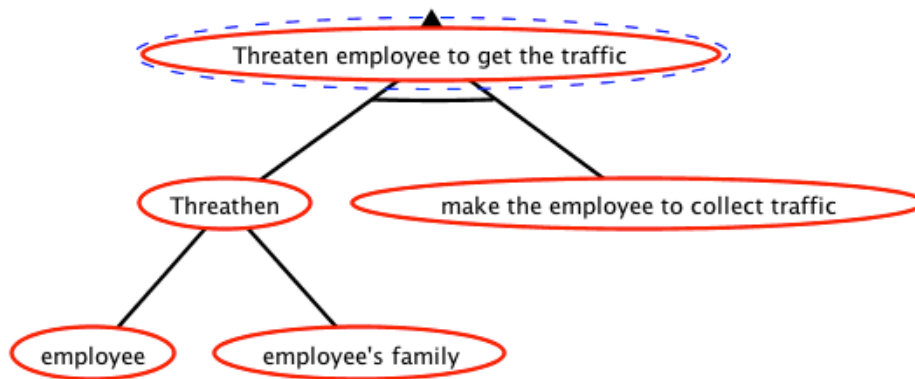 Threaten employee to get the traffic
Threathen
make the employee to collect traffic
employee
employee's family